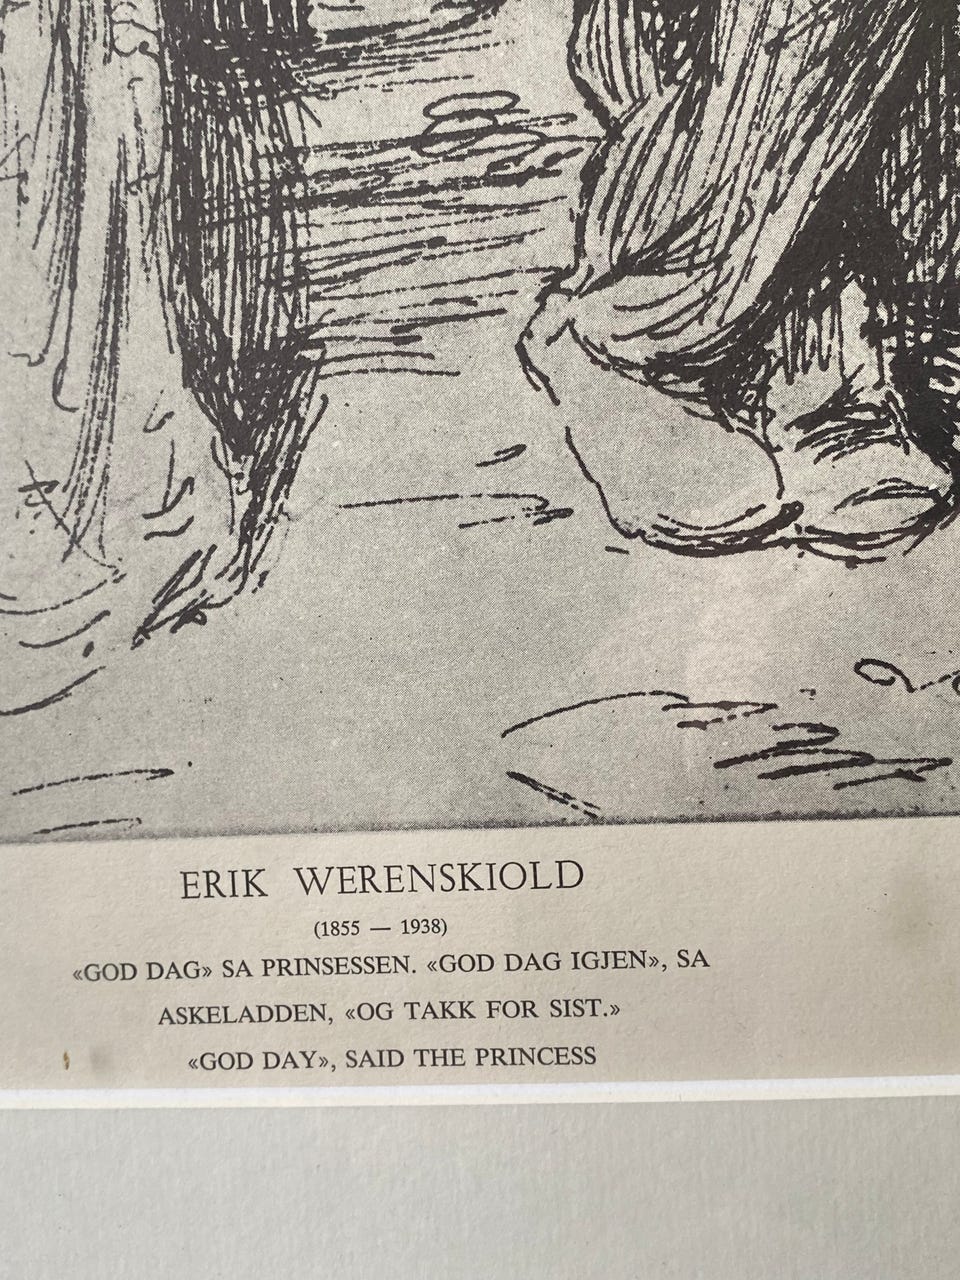 ERIK WERENSKIOLD
(1855 — 1938)
«GOD DAG» SA PRINSESSEN. «GOD DAG IGJEN», SA
ASKELADDEN, «OG TAKK FOR SIST.»
«GOD DAY», SAID THE PRINCESS